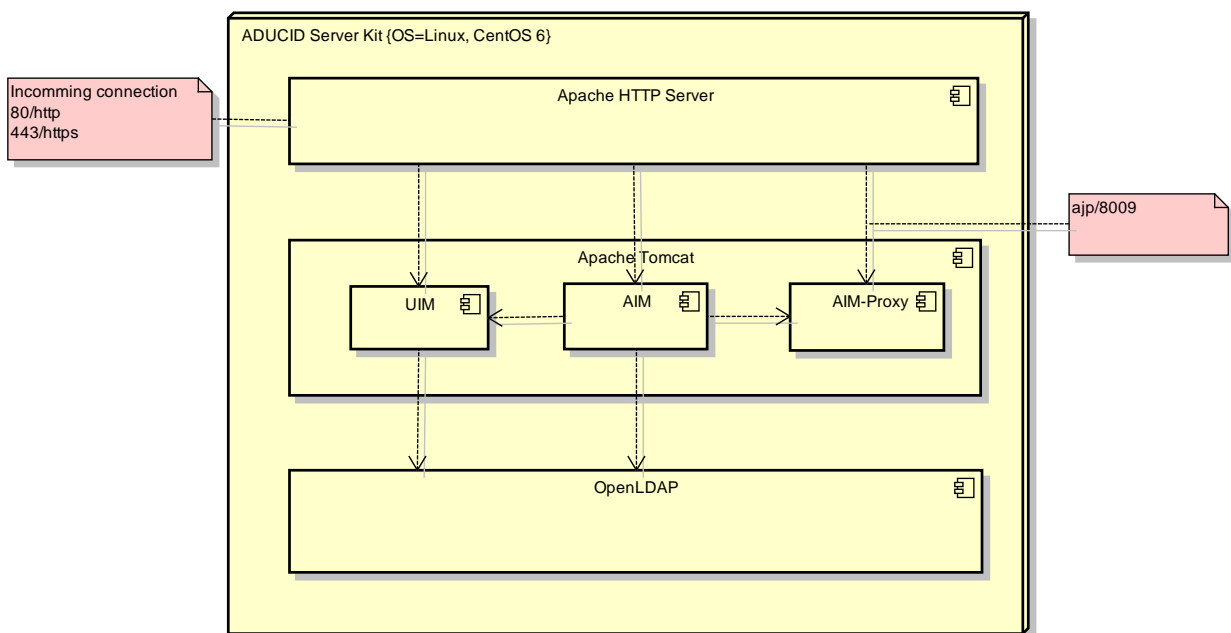 ADUCID Server Kit {OS=Linux, CentOS 6}
Incomming connection
80/http
443/https
Apache HTTP Server
ajp/8009
Apache Tomcat
UIM
AIM
AIM-Proxy
OpenLDAP